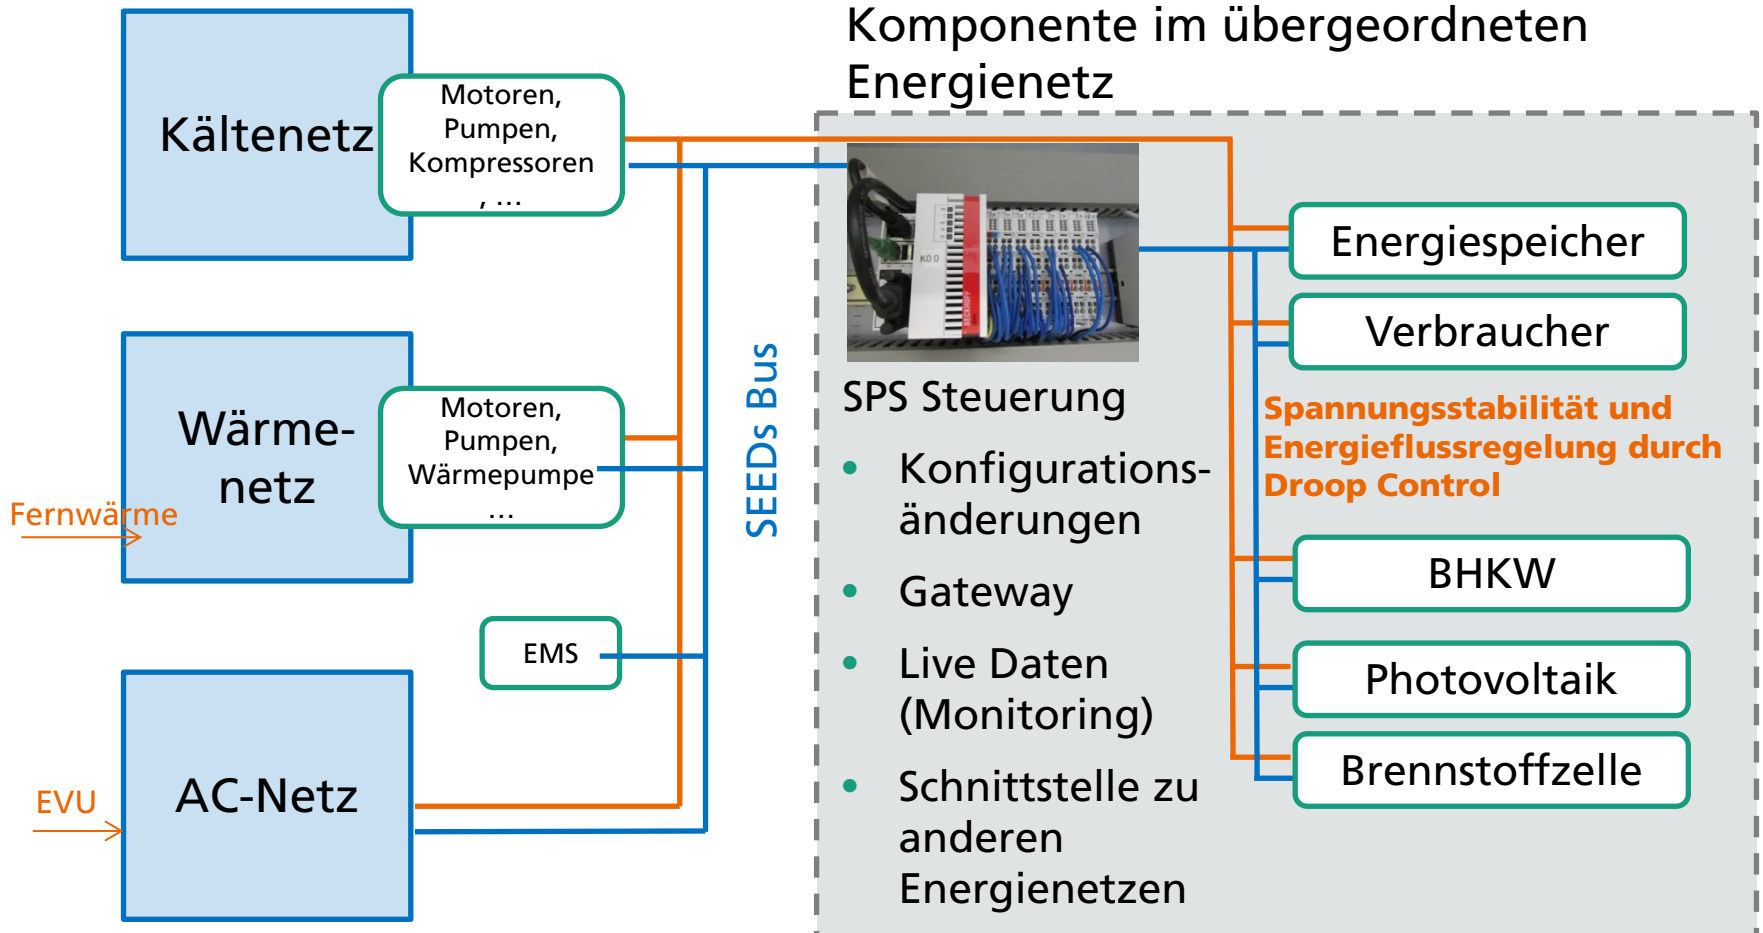 Komponente im übergeordneten
Energienetz
Kältenetz
Motoren,
Pumpen,
Kompressoren
, ...
Wärme-
netz
Motoren,
Pumpen,
Wärmepumpe
...
Fernwärme
EMS
AC-Netz
EVU
SEEDs Bus
K00
BECKHOFF
SPS Steuerung
• Konfigurations-
änderungen
• Gateway
• Live Daten
(Monitoring)
• Schnittstelle zu
anderen
Energienetzen
Energiespeicher
Verbraucher
Spannungsstabilität und
Energieflussregelung durch
Droop Control
BHKW
Photovoltaik
Brennstoffzelle